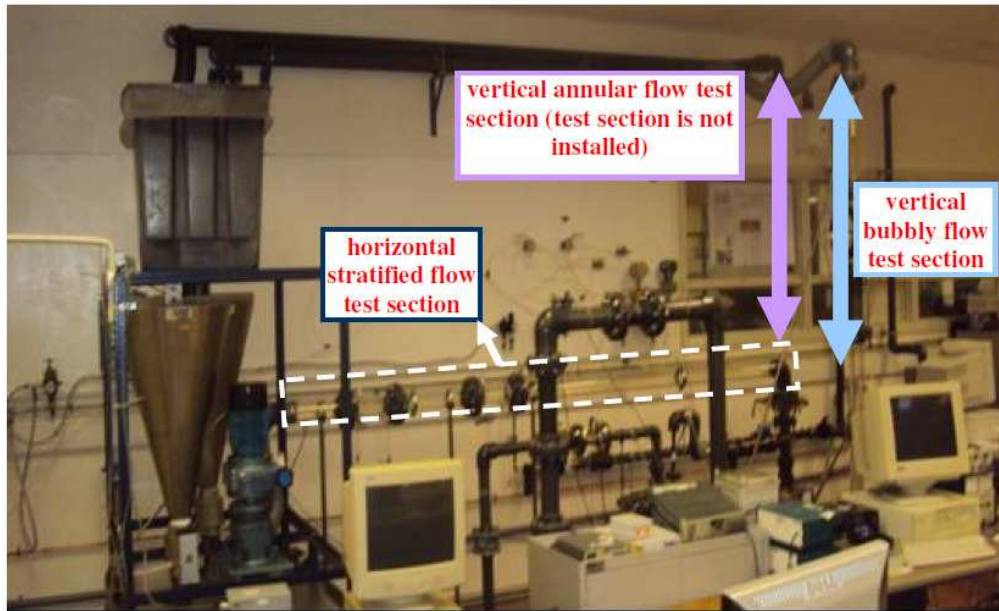 vertical annular flow test
section (test section is not
installed)
vertical
bubbly flow
test section
horizontal
stratified flow
test section